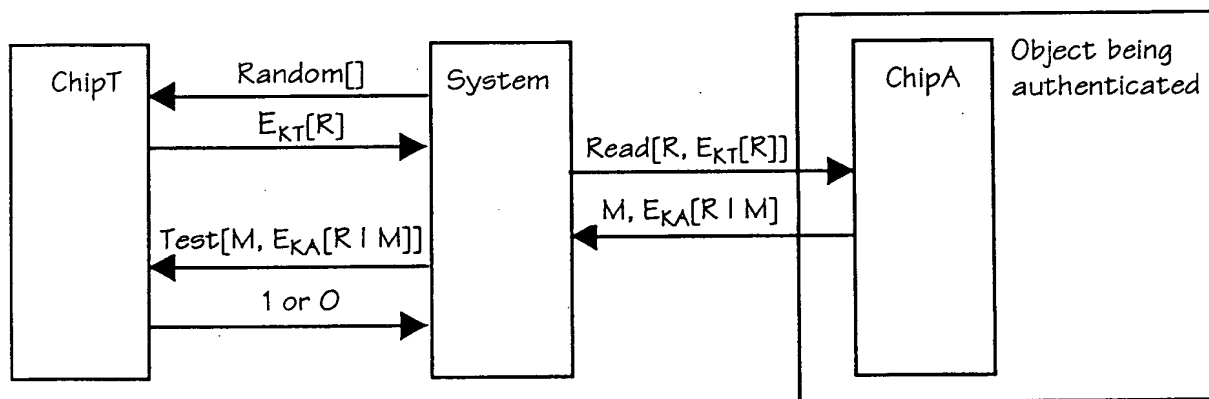 ChipT
Random[]
E_KT[R]
Test[M, E_KA[R | M]]
1 or 0
System
Read[R, E_KT[R]]
M, E_KA[R | M]
ChipA
Object being
authenticated